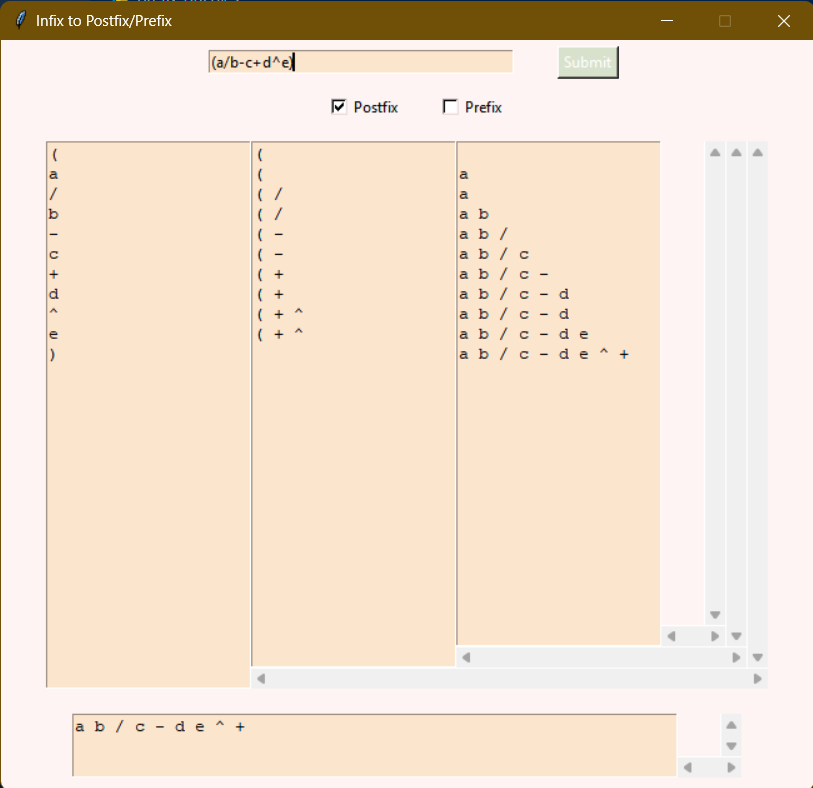 Infix to Postfix/Prefix
(a/b-c+d^e)
Submit
Postfix
Prefix
(
a
/
b
-
c
+
d
^
e
)
(
(
( /
( /
( -
( -
( +
( +
( + ^
( + ^
a
a
a b
a b /
a b / c
a b / c -
a b / c - d
a b / c - d
a b / c - d e
a b / c - d e ^ +
a b / c - d e ^ +